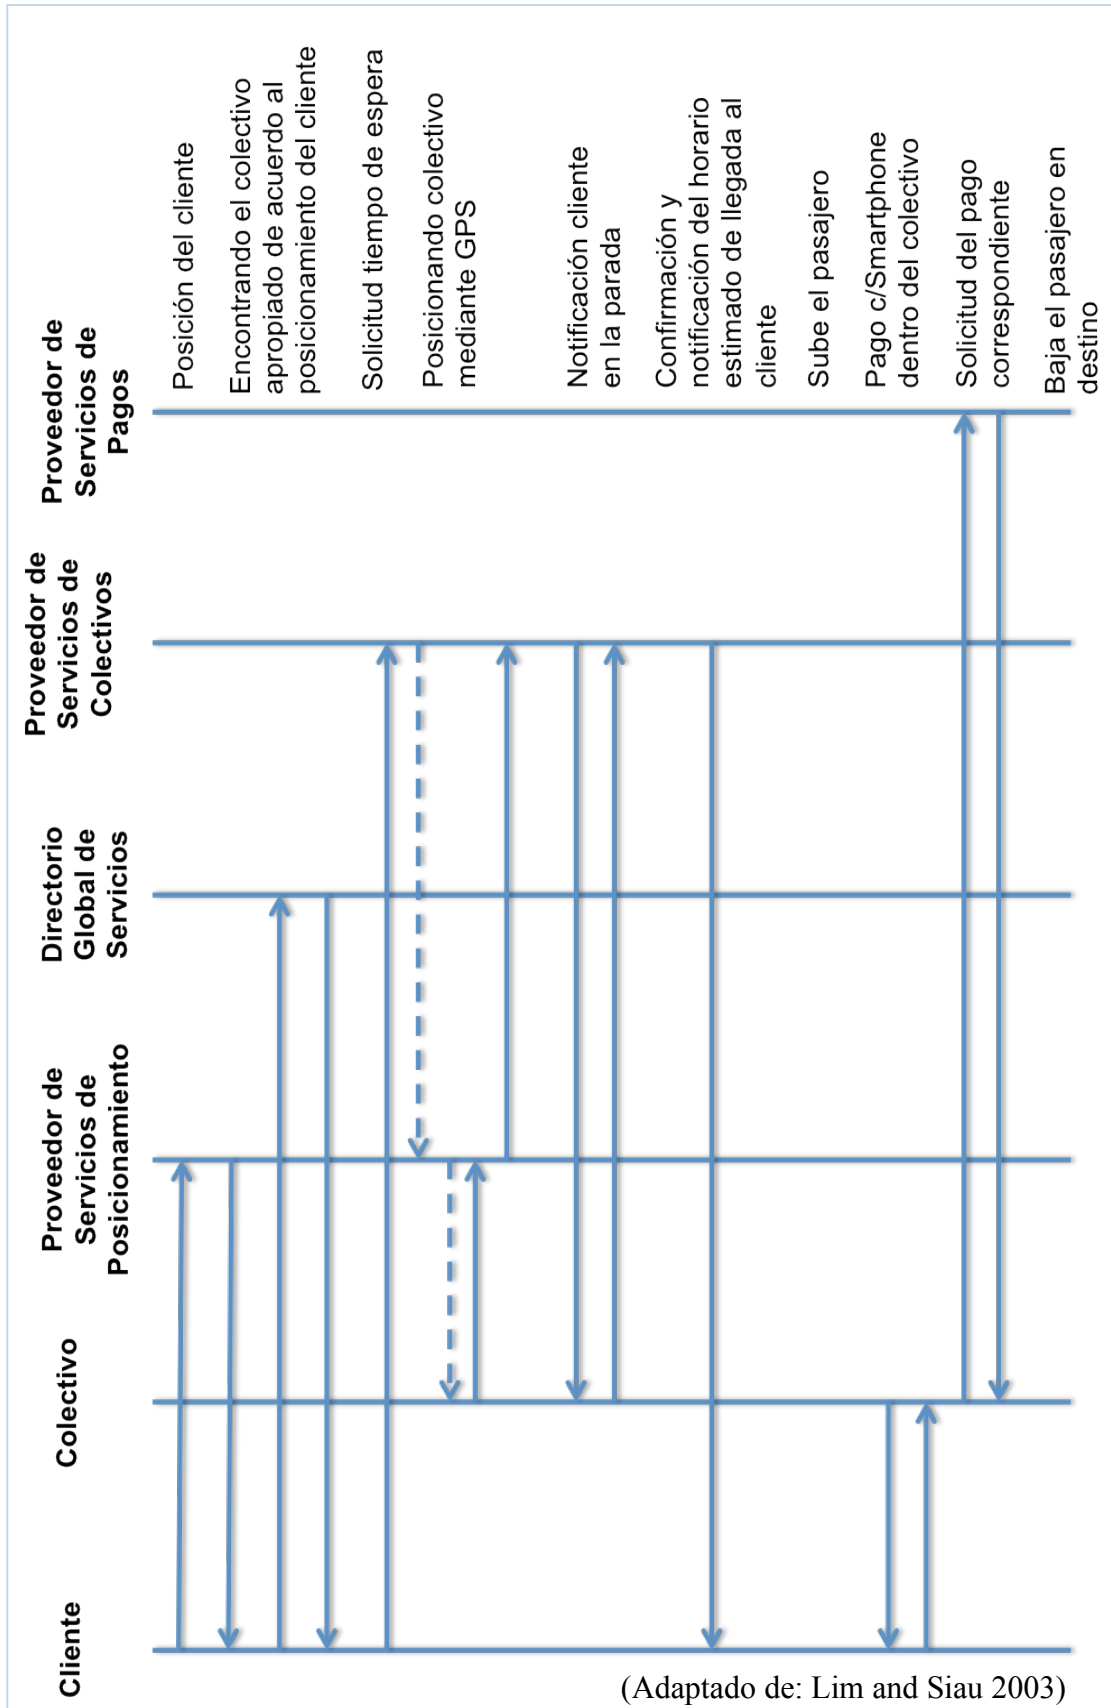 Cliente
Colectivo
Proveedor de
Servicios de
Posicionamiento
Directorio
Global de
Servicios
Proveedor de
Servicios de
Colectivos
Proveedor de
Servicios de
Pagos
Posición del cliente
Encontrando el colectivo
apropiado de acuerdo al
posicionamiento del cliente
Solicitud tiempo de espera
Posicionando colectivo
mediante GPS
Notificación cliente
en la parada
Confirmación y
notificación del horario
estimado de llegada al
cliente
Sube el pasajero
Pago c/Smartphone
dentro del colectivo
Solicitud del pago
correspondiente
Baja el pasajero en
destino
(Adaptado de: Lim and Siau 2003)